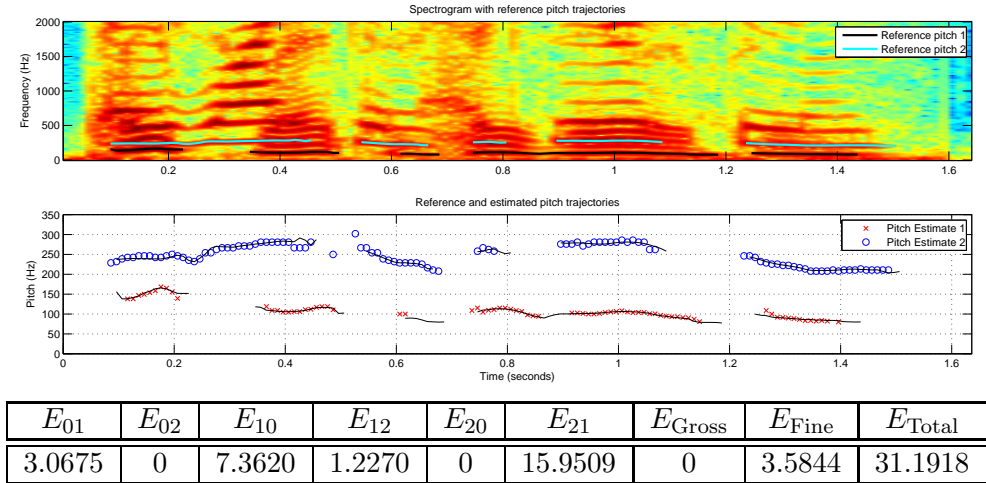 Spectrogram with reference pitch trajectories
2000
1500
1000
500
0
Frequency (Hz)
Reference pitch 1
Reference pitch 2
0.2 0.4 0.6 0.8 1 1.2 1.4 1.6
Reference and estimated pitch trajectories
350
300
250
200
150
100
50
0
Pitch (Hz)
Pitch Estimate 1
Pitch Estimate 2
0 0.2 0.4 0.6 0.8 1 1.2 1.4 1.6
Time (seconds)
E01 E02 E10 E12 E20 E21 EGross EFine ETotal
3.0675 0 7.3620 1.2270 0 15.9509 0 3.5844 31.1918